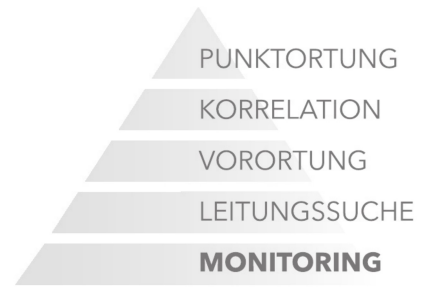 PUNKTORTUNG
KORRELATION
VORORTUNG
LEITUNGSSUCHE
MONITORING